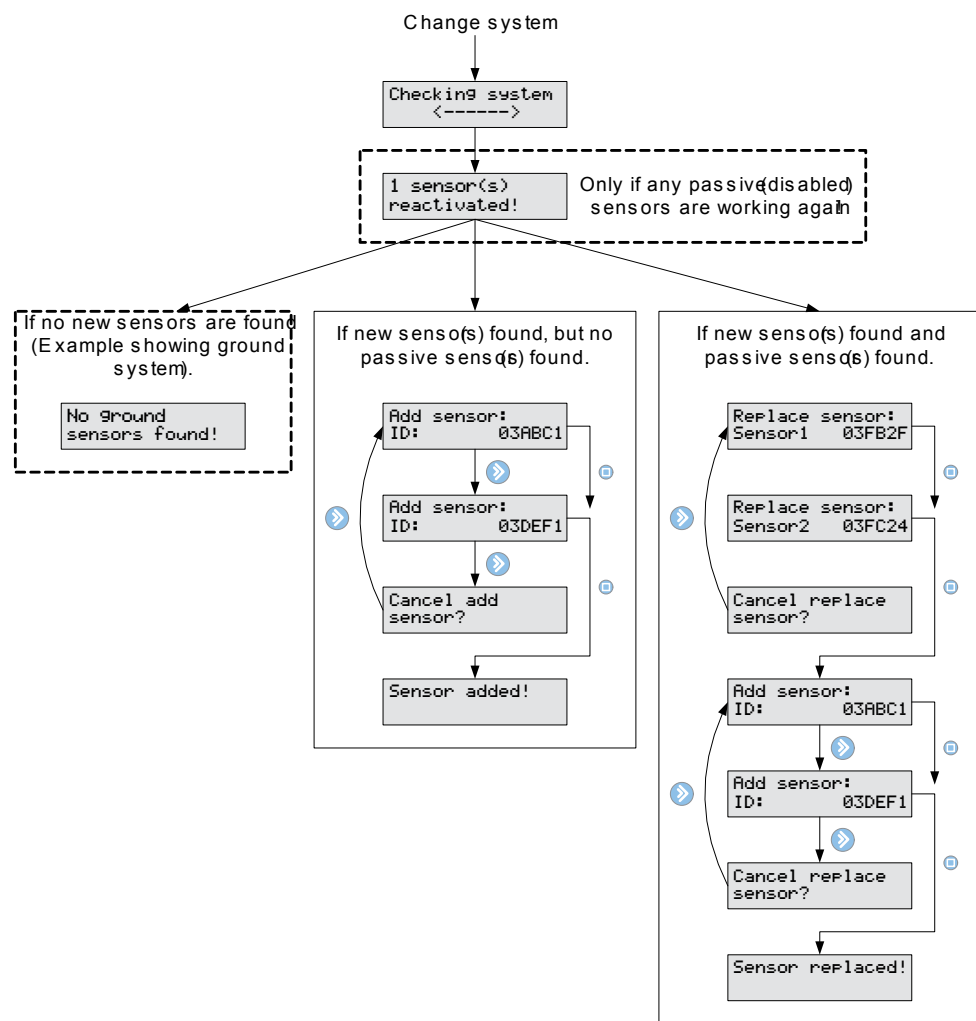 Change system
Checking system
<------>
1 sensor(s)
reactivated!
Only if any passive(disabled)
sensors are working again
If no new sensors are found
(Example showing ground
system).
No ground
sensors found!
If new senso(s) found, but no
passive senso(s) found.
Add sensor:
ID: 03ABC1
Add sensor:
ID: 03DEF1
Cancel add
sensor?
Sensor added!
If new senso(s) found and
passive senso(s) found.
Replace sensor:
Sensor1 03FB2F
Replace sensor:
Sensor2 03FC24
Cancel replace
sensor?
Add sensor:
ID: 03ABC1
Add sensor:
ID: 03DEF1
Cancel replace
sensor?
Sensor replaced!